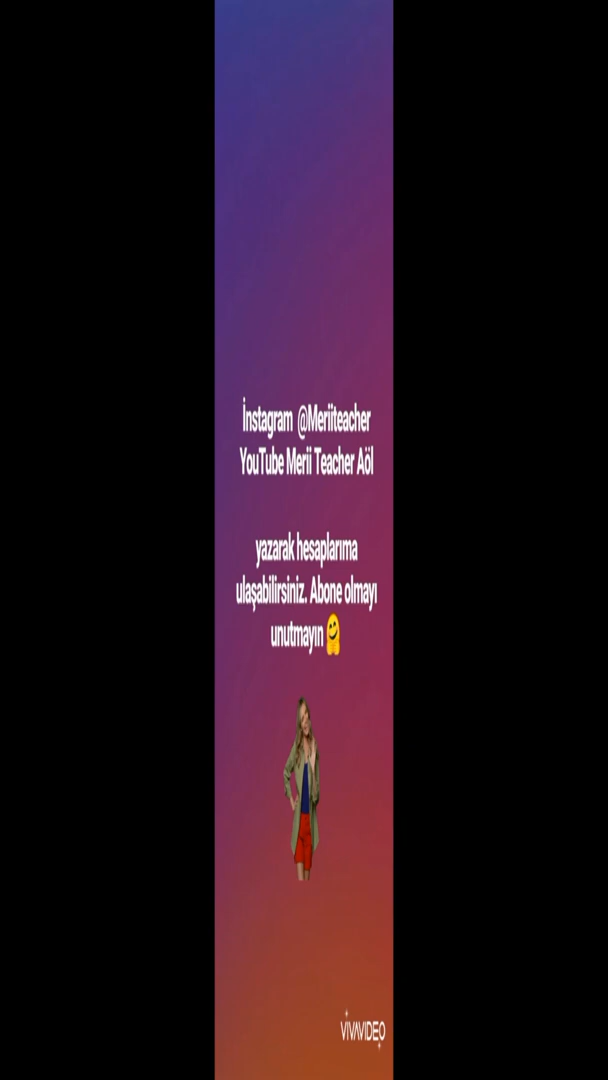 İnstagram @Meriiteacher
YouTube Merii Teacher Aöl
yazarak hesaplarıma
ulaşabilirsiniz. Abone olmayı
unutmayın 🤗
VIVAVIDEO